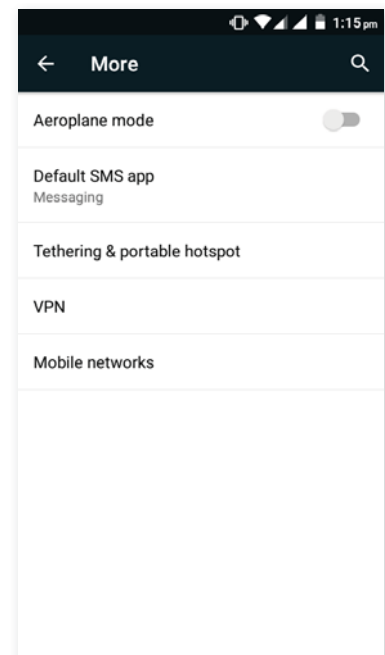 1:15 pm
More
Aeroplane mode
Default SMS app
Messaging
Tethering & portable hotspot
VPN
Mobile networks